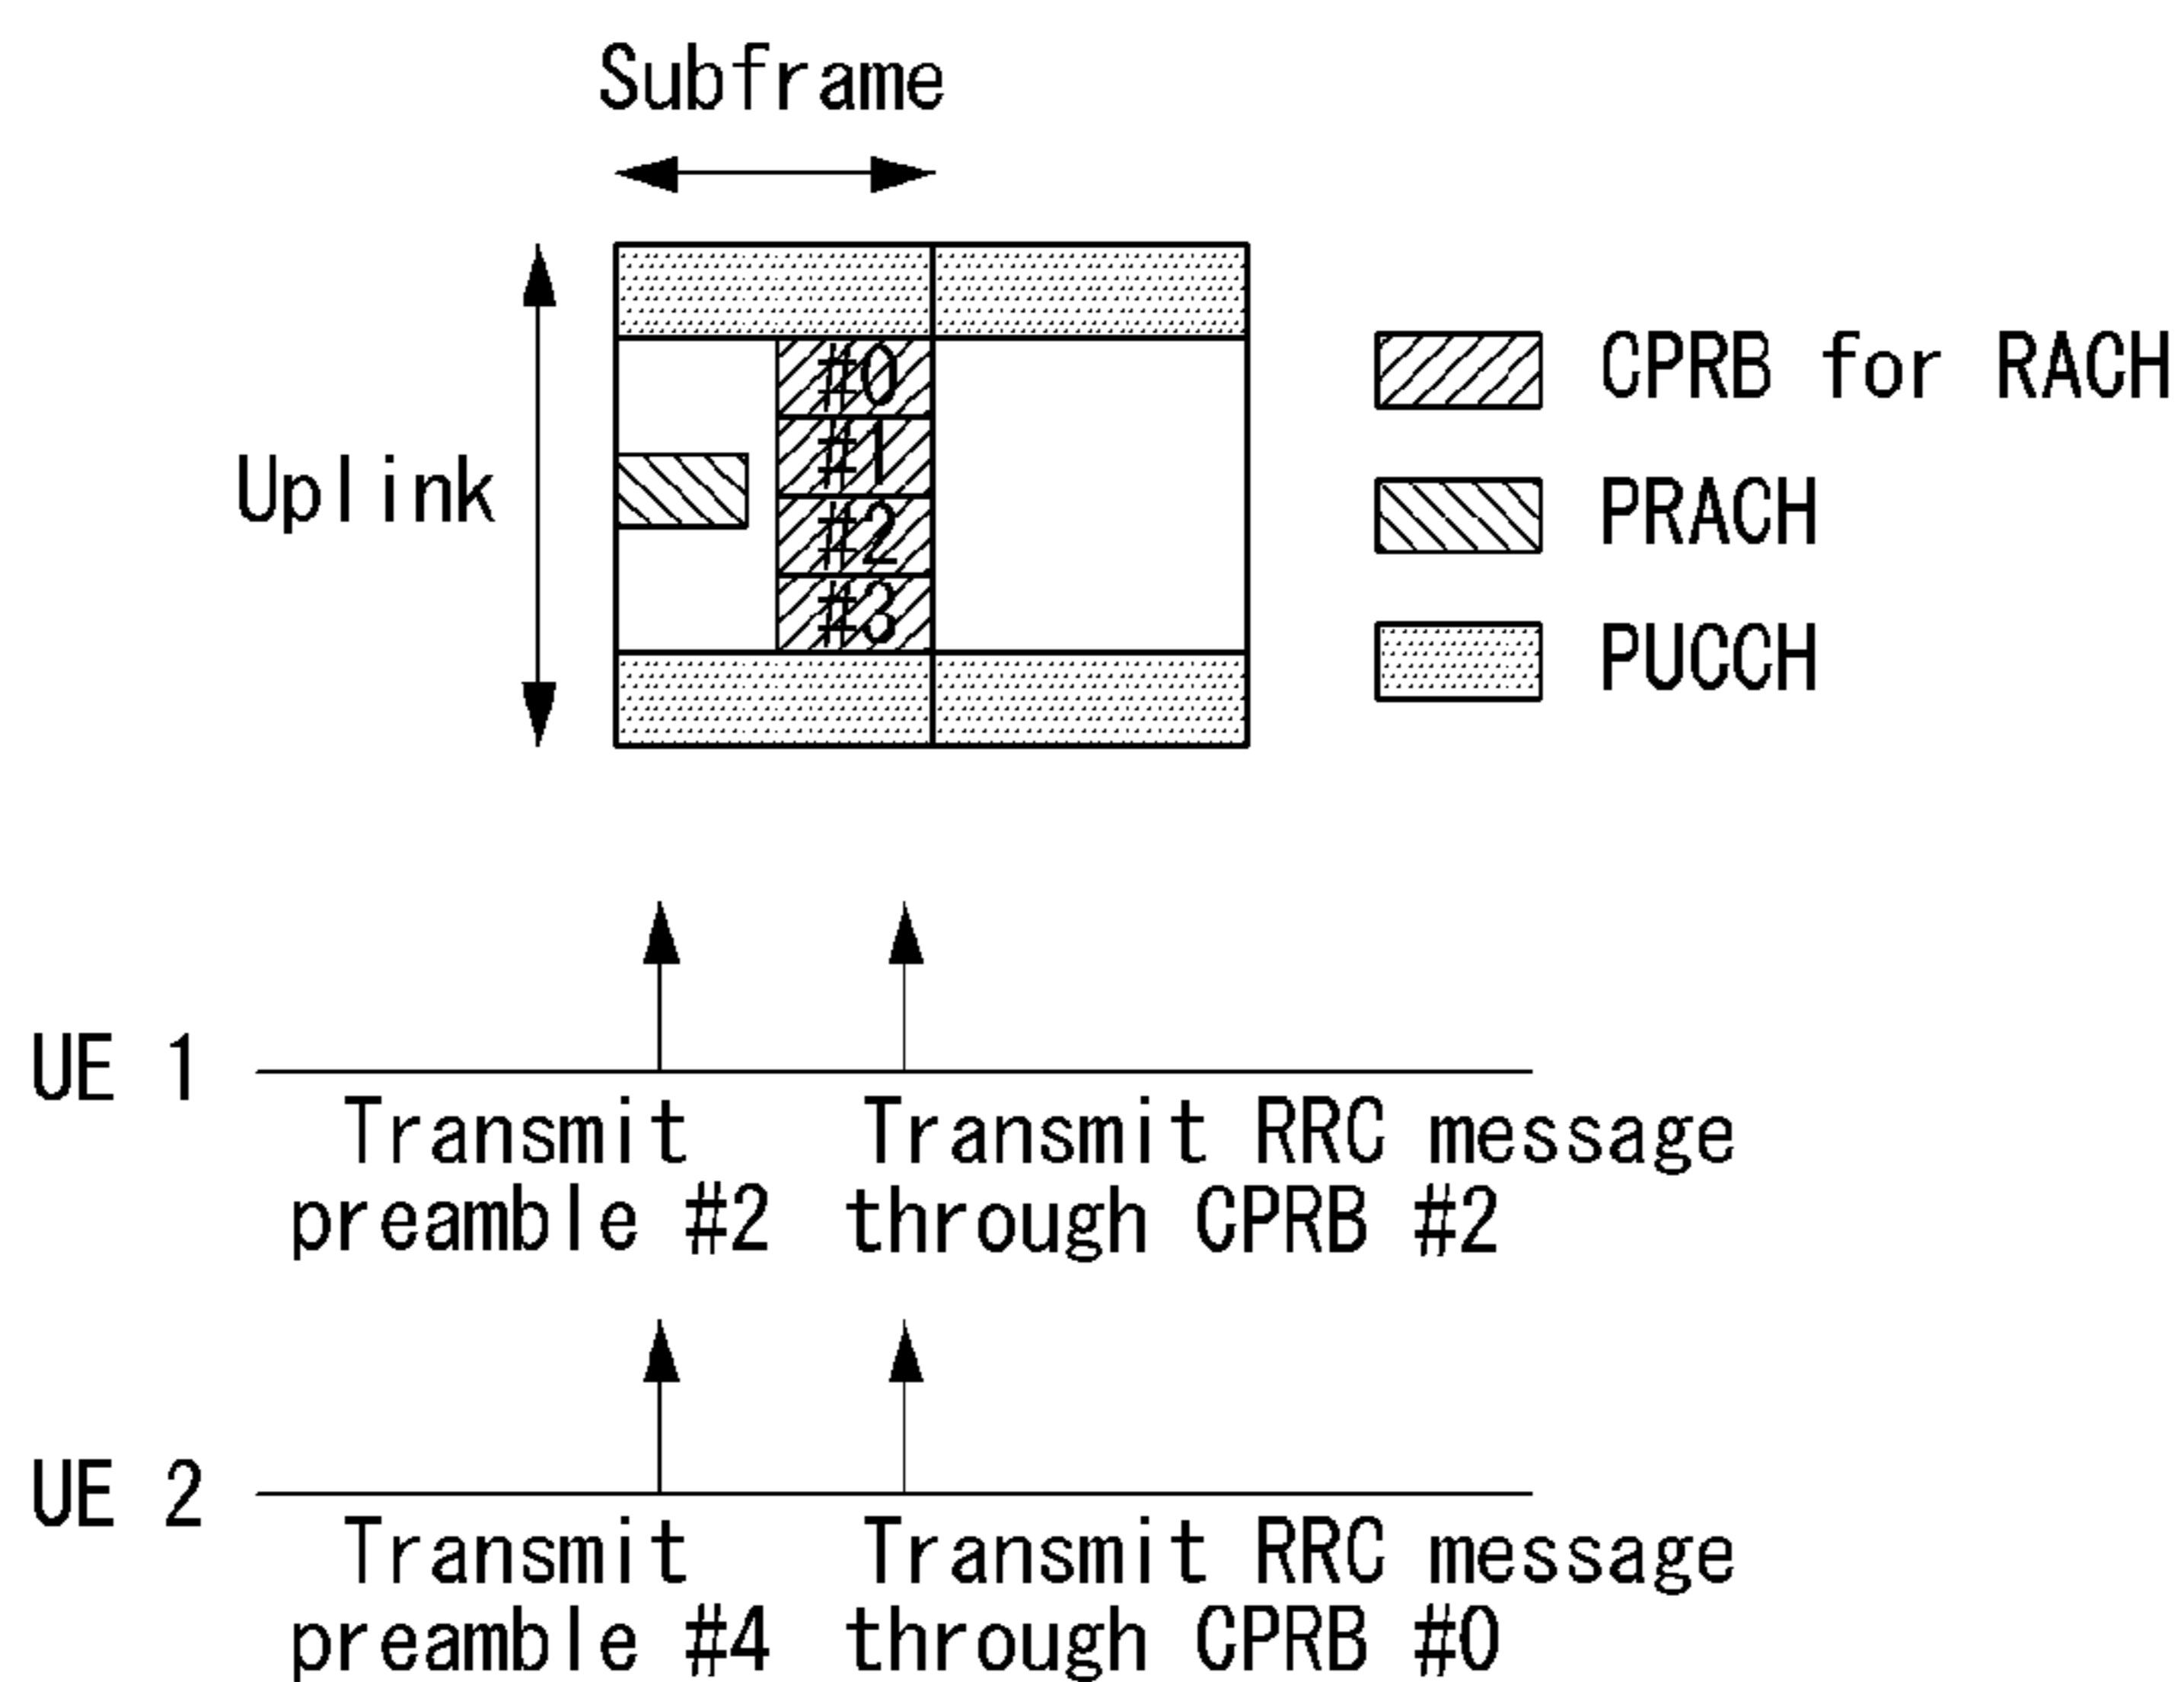 Subframe
Uplink
#0
#1
#2
#3
CPRB for RACH
PRACH
PUCCH
UE 1
Transmit
preamble #2
Transmit RRC message
through CPRB #2
UE 2
Transmit
preamble #4
Transmit RRC message
through CPRB #0